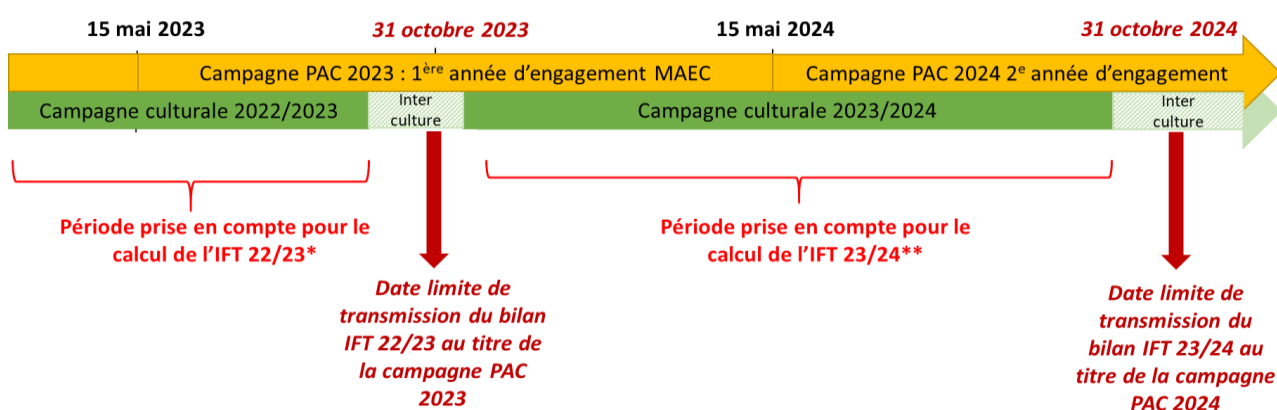 15 mai 2023
31 octobre 2023
15 mai 2024
31 octobre 2024
Campagne PAC 2023 : 1ère année d’engagement MAEC
Campagne PAC 2024 2e année d’engagement
Campagne culturale 2022/2023
Inter
culture
Campagne culturale 2023/2024
Inter
culture
Période prise en compte pour le
calcul de l’IFT 22/23*
Période prise en compte pour le
calcul de l’IFT 23/24**
Date limite de
transmission du bilan
IFT 22/23 au titre de
la campagne PAC
2023
Date limite de
transmission du
bilan IFT 23/24 au
titre de la campagne
PAC 2024